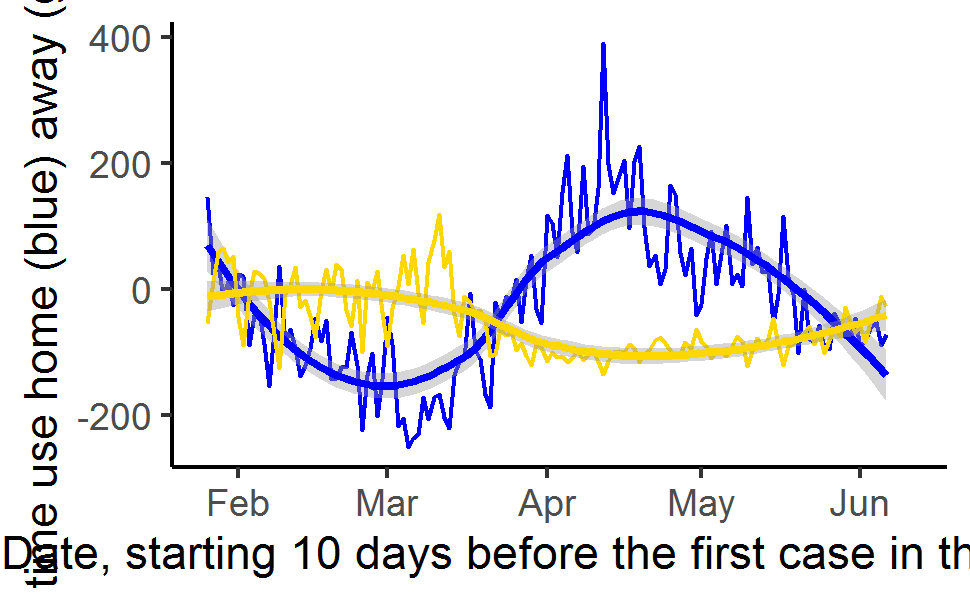 time use home (blue) away (g
400
200
0
-200
Feb Mar Apr May Jun
Date, starting 10 days before the first case in th